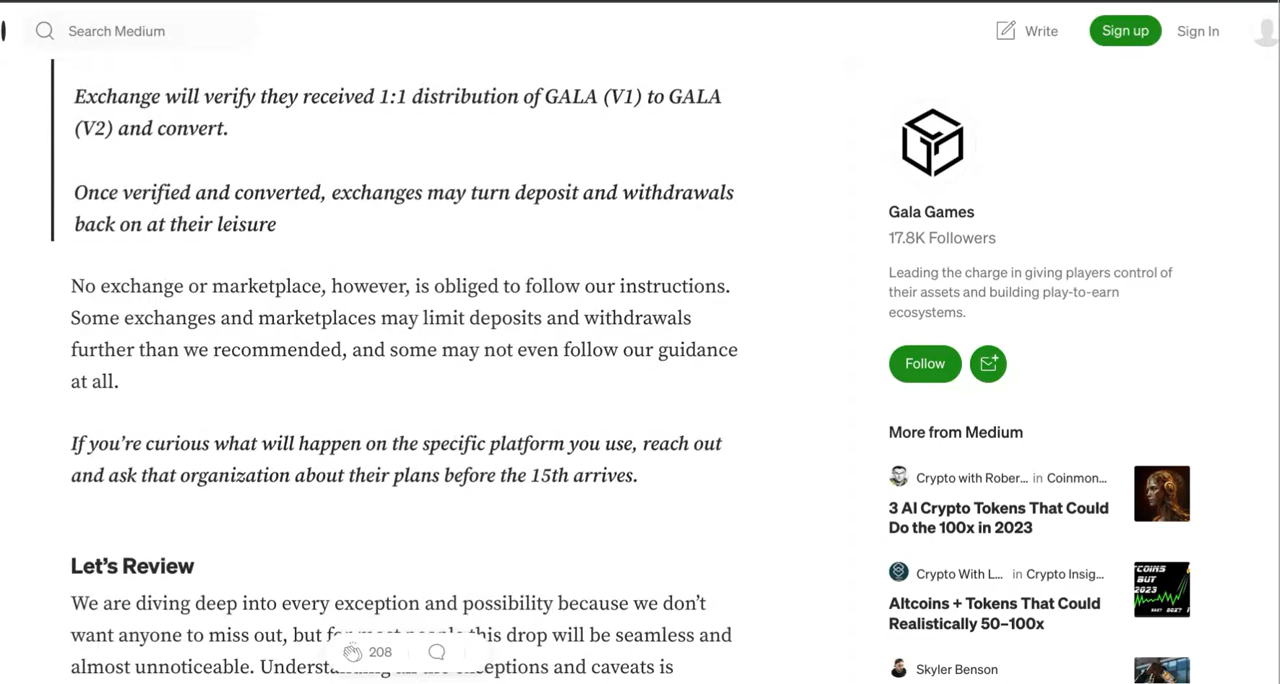 Search Medium
Write
Sign up
Sign In
Exchange will verify they received 1:1 distribution of GALA (V1) to GALA
(V2) and convert.
Once verified and converted, exchanges may turn deposit and withdrawals
back on at their leisure
No exchange or marketplace, however, is obliged to follow our instructions.
Some exchanges and marketplaces may limit deposits and withdrawals
further than we recommended, and some may not even follow our guidance
at all.
If you’re curious what will happen on the specific platform you use, reach out
and ask that organization about their plans before the 15th arrives.
Let’s Review
We are diving deep into every exception and possibility because we don’t
want anyone to miss out, but for most people this drop will be seamless and
almost unnoticeable. Understanding all the exceptions and caveats is
208
Gala Games
17.8K Followers
Leading the charge in giving players control of
their assets and building play-to-earn
ecosystems.
Follow
More from Medium
Crypto with Rober... in Coinmon...
3 AI Crypto Tokens That Could
Do the 100x in 2023
Crypto With L... in Crypto Insig...
Altcoins + Tokens That Could
Realistically 50–100x
COINS
BUT
2023
Skyler Benson